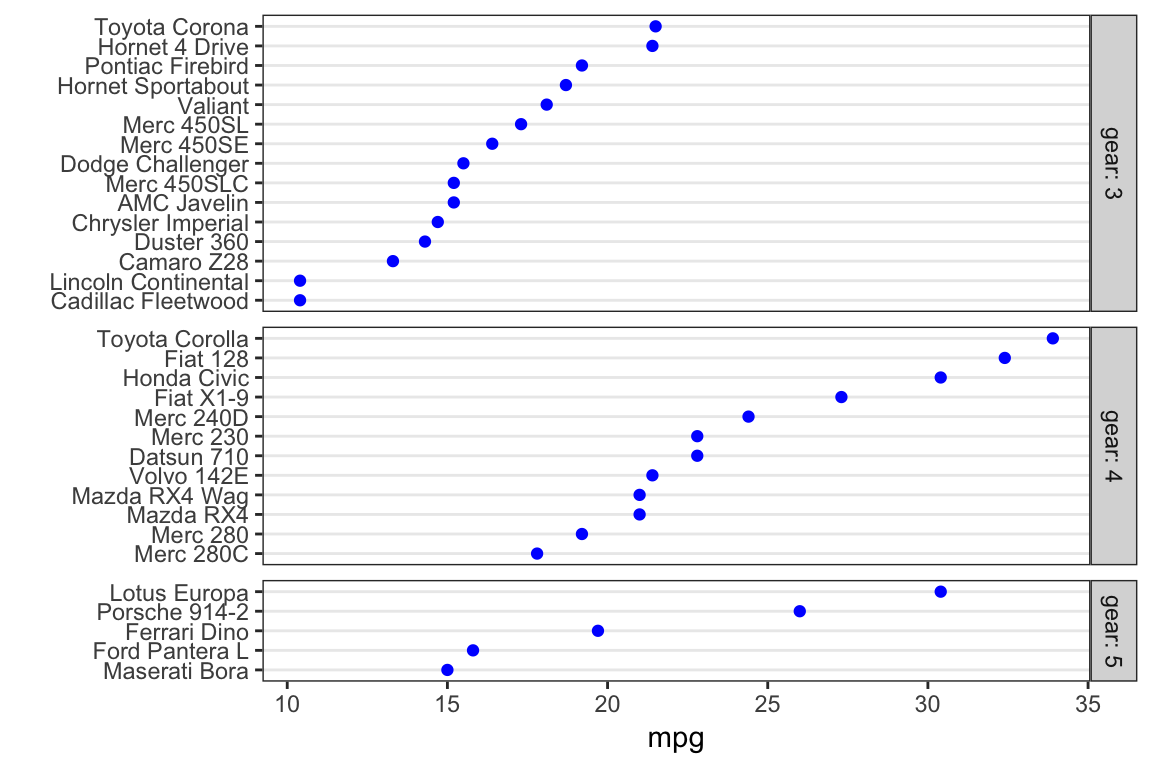 Toyota Corona
Hornet 4 Drive
Pontiac Firebird
Hornet Sportabout
Valiant
Merc 450SL
Merc 450SE
Dodge Challenger
Merc 450SLC
AMC Javelin
Chrysler Imperial
Duster 360
Camaro Z28
Lincoln Continental
Cadillac Fleetwood
gear: 3
Toyota Corolla
Fiat 128
Honda Civic
Fiat X1-9
Merc 240D
Merc 230
Datsun 710
Volvo 142E
Mazda RX4 Wag
Mazda RX4
Merc 280
Merc 280C
gear: 4
Lotus Europa
Porsche 914-2
Ferrari Dino
Ford Pantera L
Maserati Bora
gear: 5
10 15 20 25 30 35
mpg